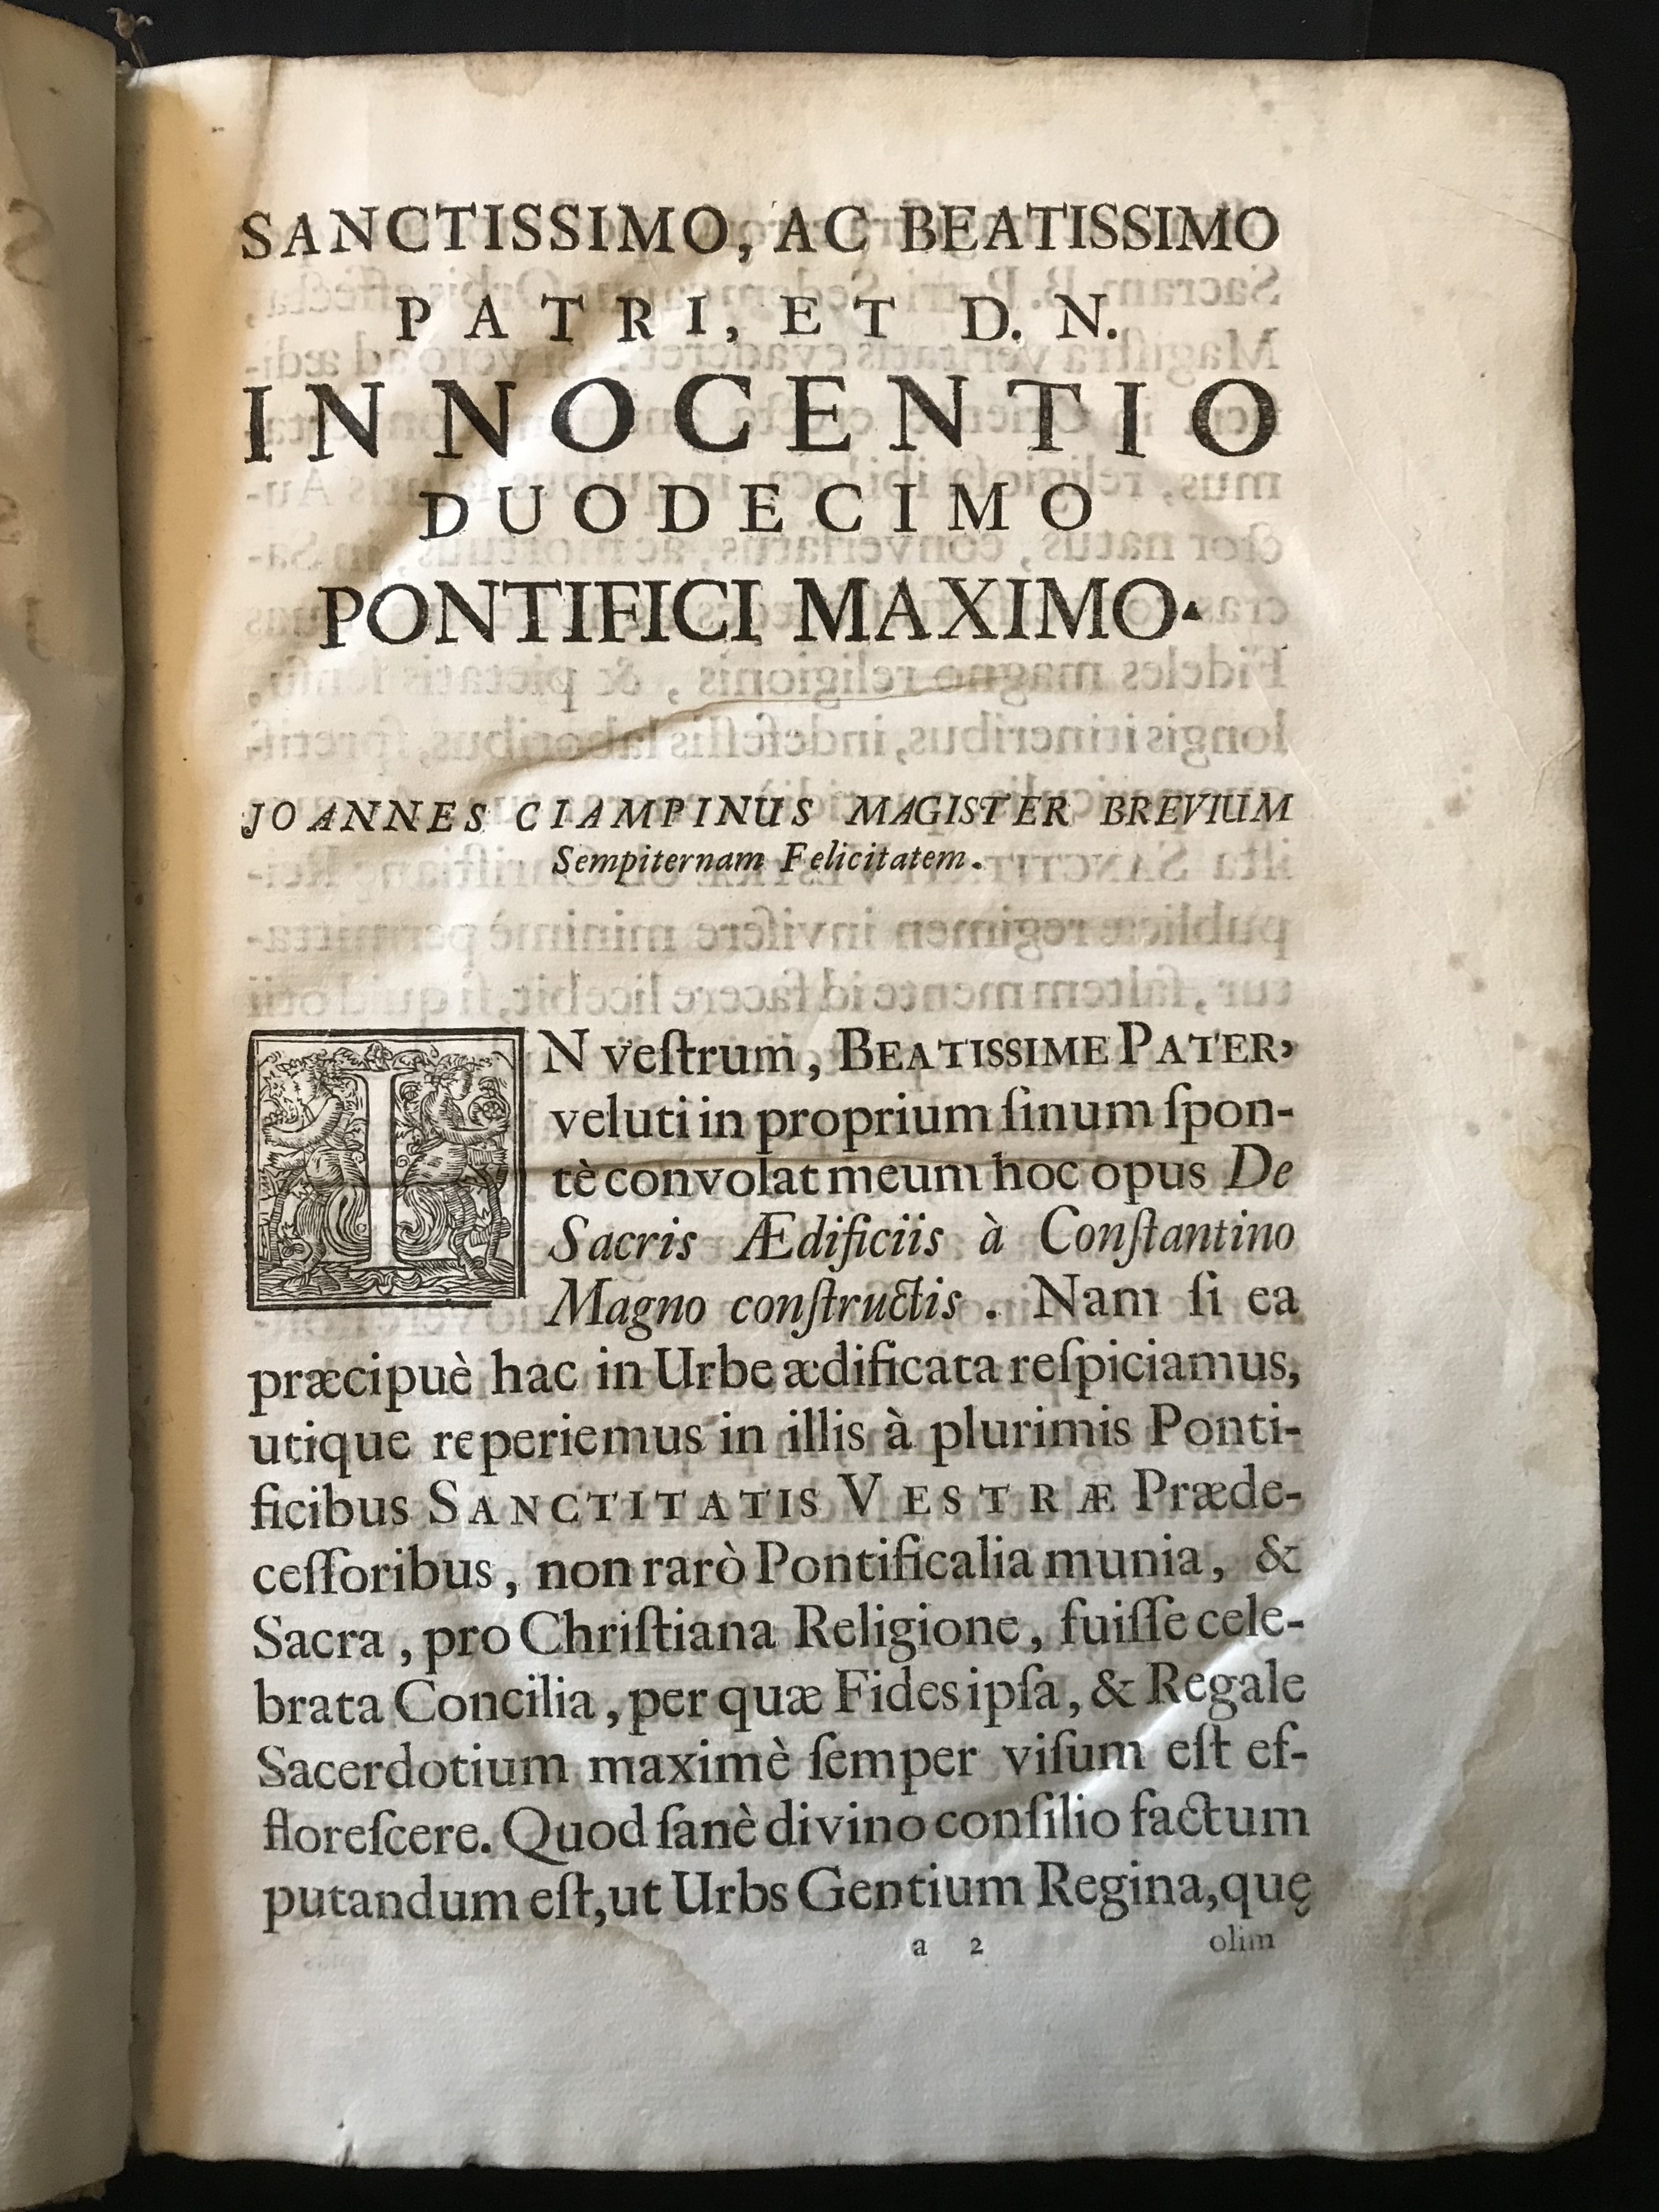 SANCTISSIMO, AC BEATISSIMO
PATRI, ET D. N.
INNOCENTIO
DUODECIMO
PONTIFICI MAXIMO.
JOANNES CIAMPINUS MAGISTER BREVIUM
Sempiternam Felicitatem.
IN veſtrum, BEATISSIME PATER,
veluti in proprium ſinum ſpon-
tè convolat meum hoc opus De
Sacris Ædificiis à Conſtantino
Magno conſtructis. Nam ſi ea
præcipuè hac in Urbe ædificata reſpiciamus,
utique reperiemus in illis à plurimis Ponti-
ficibus SANCTITATIS VESTRÆ Præde-
ceſſoribus, non rarò Pontificalia munia, &
Sacra, pro Chriſtiana Religione, fuiſſe cele-
brata Concilia, per quæ Fides ipſa, & Regale
Sacerdotium maximè ſemper viſum eſt ef-
floreſcere. Quod ſanè divino conſilio factum
putandum eſt, ut Urbs Gentium Regina, quę
a 2 olim